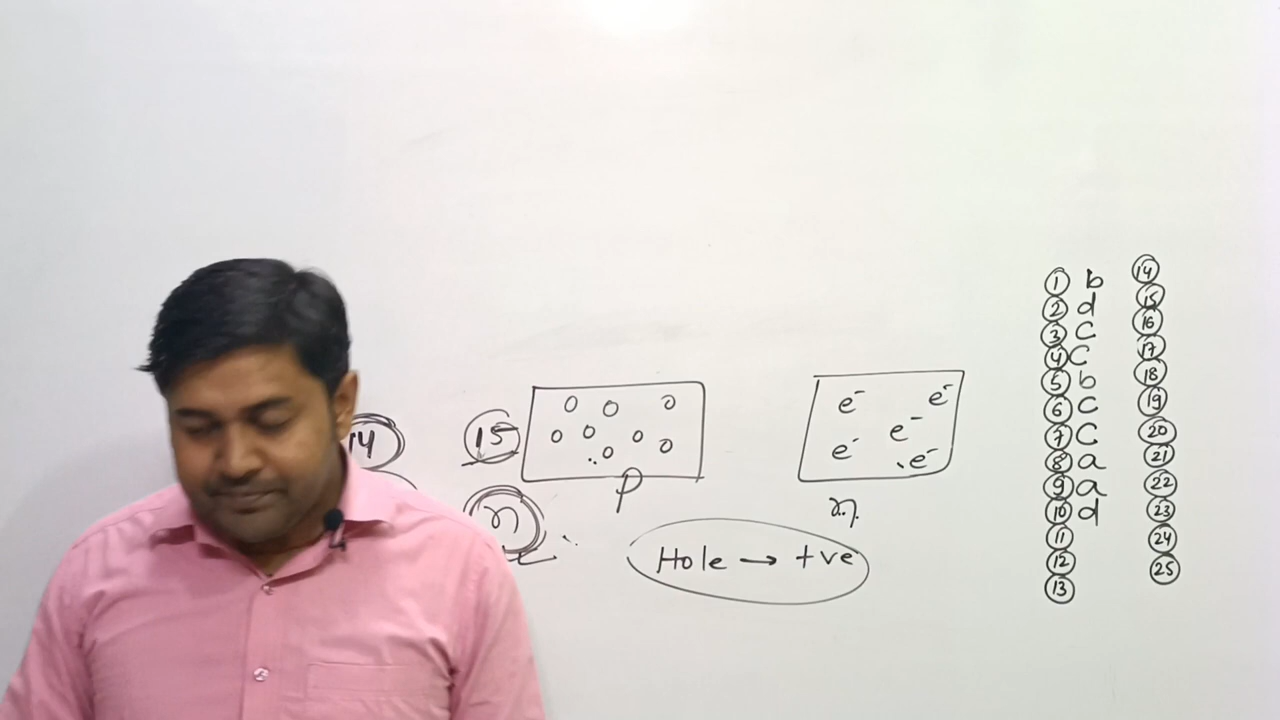 14 15
o o o
o o o
o o
p
e⁻ e⁻
e⁻
e⁻ e⁻
n
n
Hole → +ve
1 b
2 d
3 c
4 c
5 b
6 c
7 c
8 a
9 a
10 d
11
12
13
14
15
16
17
18
19
20
21
22
23
24
25